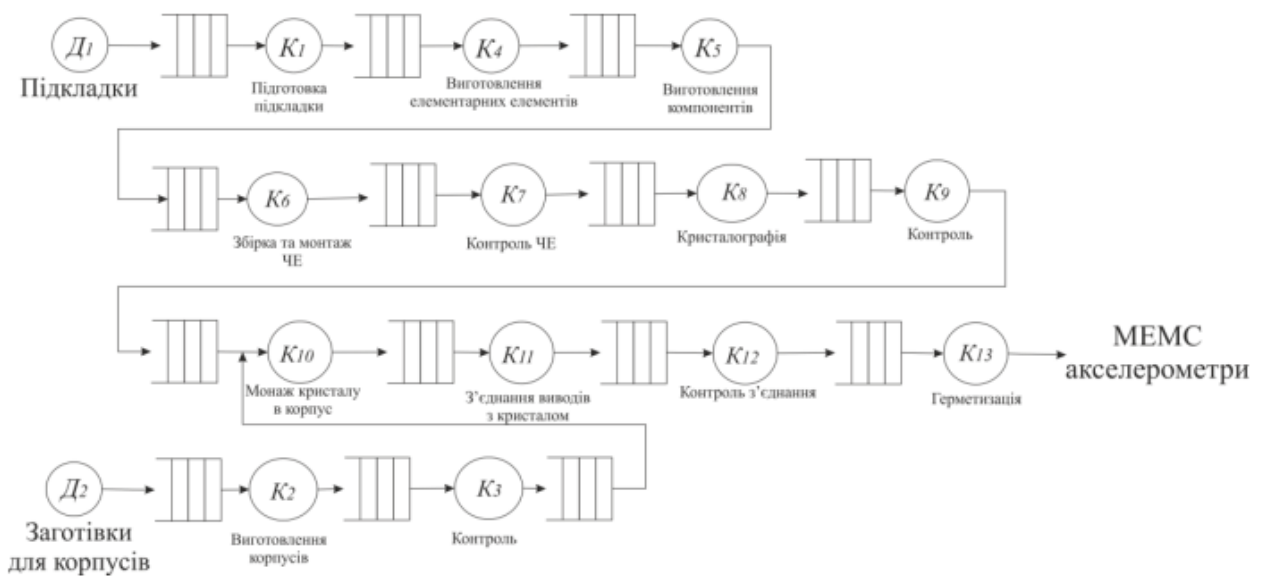 Д1
К1
К4
К5
Підкладки
Підготовка
підкладки
Виготовлення
елементарних елементів
Виготовлення
компонентів
К6
К7
К8
К9
Збірка та монтаж
ЧЕ
Контроль ЧЕ
Кристалографія
Контроль
К10
К11
К12
К13
МЕМС
акселерометри
Монаж кристалу
в корпус
З’єднання виводів
з кристалом
Контроль з’єднання
Герметизація
Д2
К2
К3
Заготівки
для корпусів
Виготовлення
корпусів
Контроль